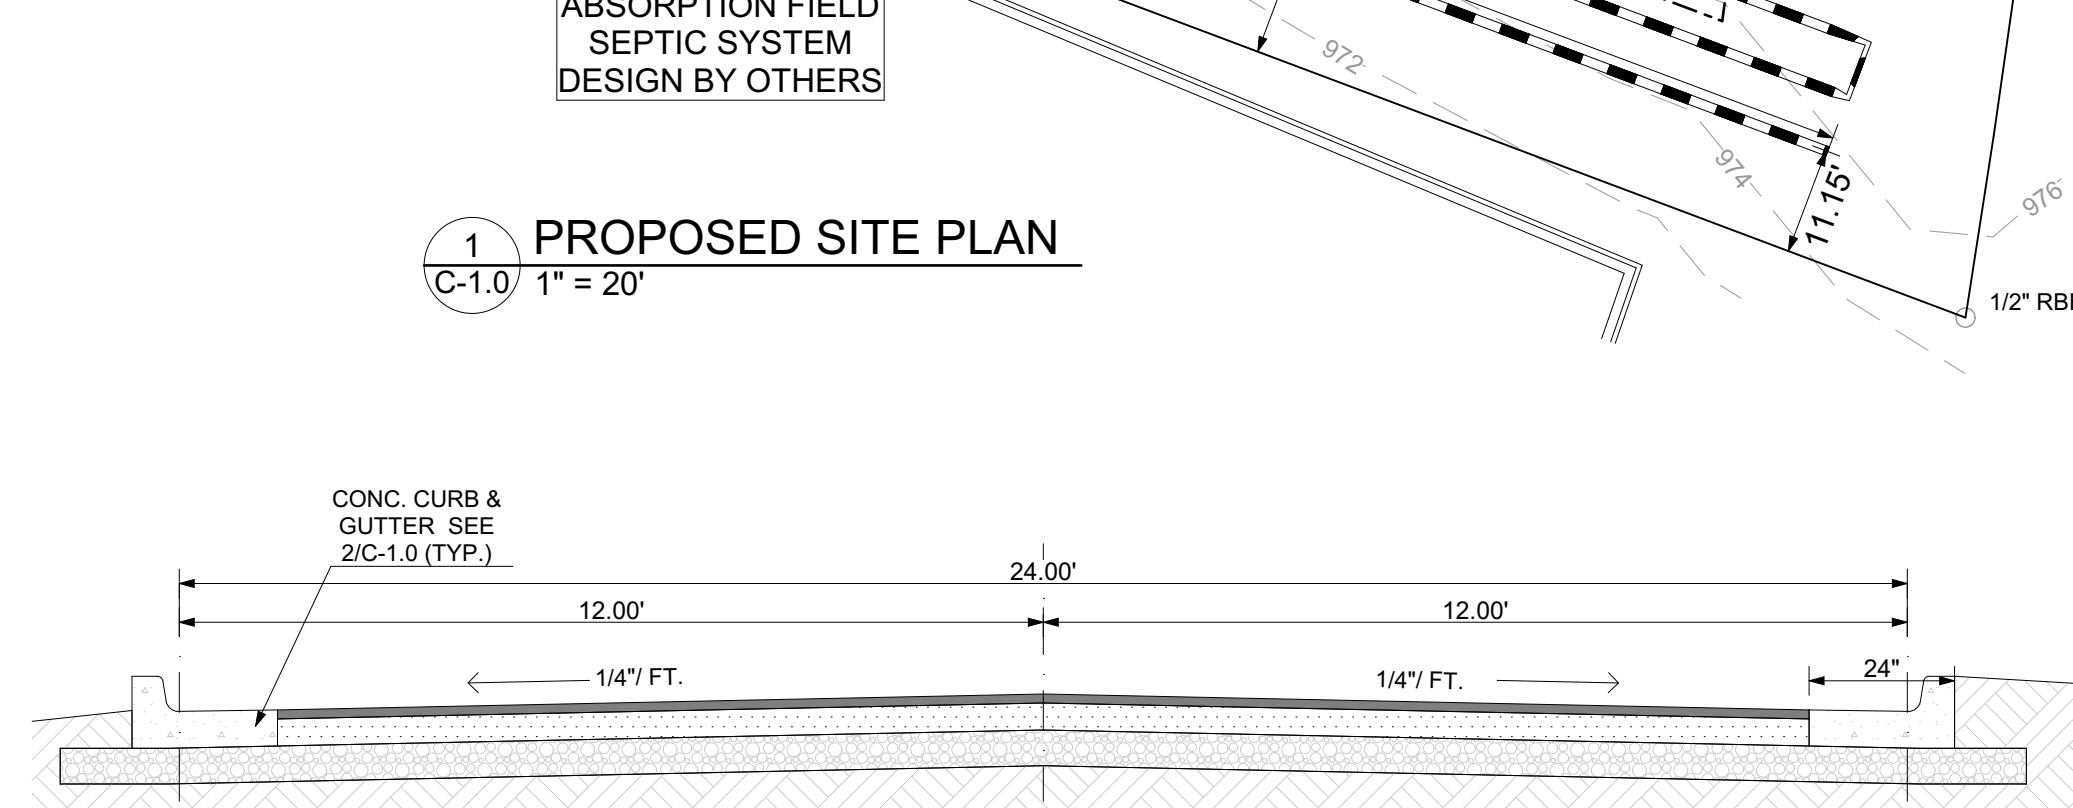 ABSORPTION FIELD
SEPTIC SYSTEM
DESIGN BY OTHERS
972
974
976
11.15'
1/2" RB
1
C-1.0
PROPOSED SITE PLAN
1" = 20'
CONC. CURB &
GUTTER SEE
2/C-1.0 (TYP.)
24.00'
12.00'
12.00'
1/4"/ FT.
1/4"/ FT.
24"